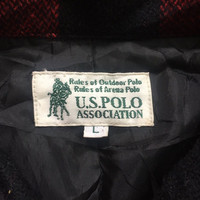 Rules of Outdoor Polo
Rules of Arena Polo
U.S. POLO
ASSOCIATION
L